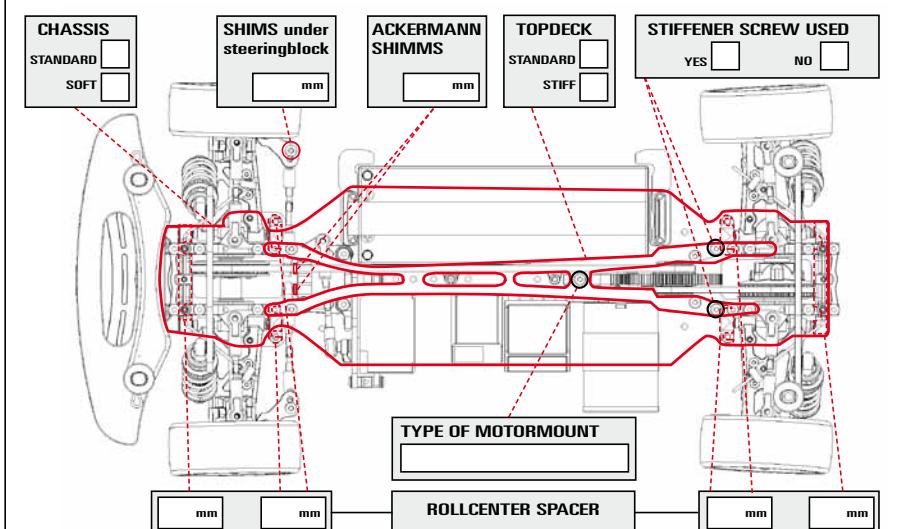 CHASSIS
STANDARD
SOFT
SHIMS under
steeringblock
mm
ACKERMANN
SHIMMS
mm
TOPDECK
STANDARD
STIFF
STIFFENER SCREW USED
YES NO
TYPE OF MOTORMOUNT
mm mm ROLLCENTER SPACER mm mm